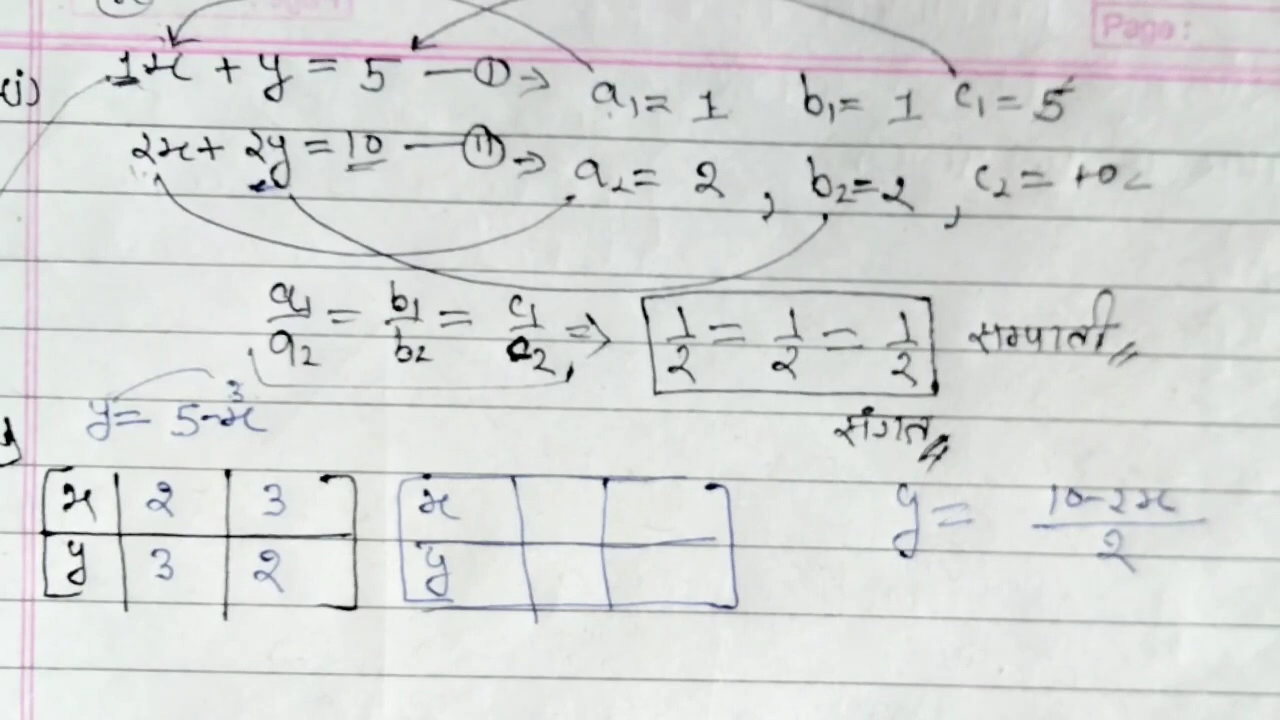 Page :
(i) 1x + y = 5 —(I)→ a₁ = 1 b₁ = 1 c₁ = 5
2x + 2y = 10 —(II)→ a₂ = 2 , b₂ = 2 , c₂ = 10
a₁/a₂ = b₁/b₂ = c₁/c₂ ⇒ 1/2 = 1/2 = 1/2 सम्पाती
संगत
y = 5-x 3
x 2 3
y 3 2
x
y
y = (10-2x)/2